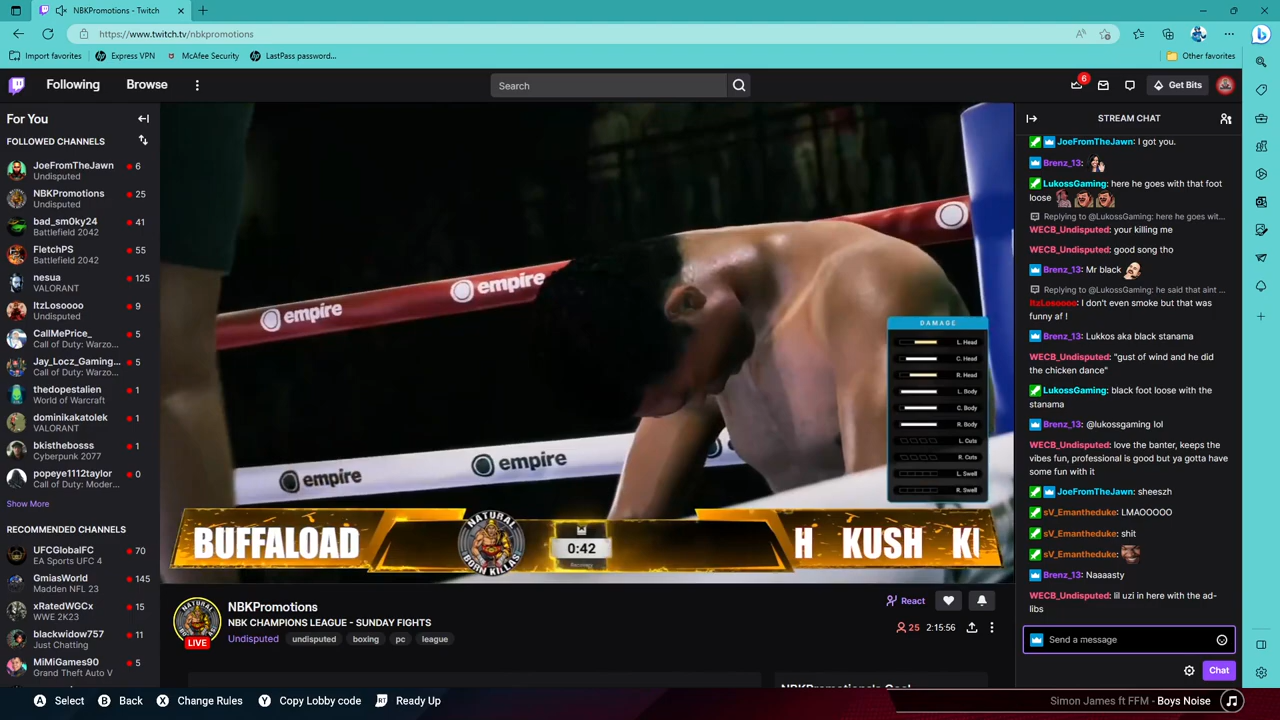 NBKPromotions - Twitch
https://www.twitch.tv/nbkpromotions
Import favorites
Express VPN
McAfee Security
LastPass password...
Other favorites
Following
Browse
Search
6
Get Bits
For You
FOLLOWED CHANNELS
JoeFromTheJawn
6
Undisputed
NBKPromotions
25
Undisputed
bad_sm0ky24
41
Battlefield 2042
FletchPS
55
Battlefield 2042
nesua
125
VALORANT
ItzLosoooo
9
Undisputed
CallMePrice_
5
Call of Duty: Warzo...
Jay_Locz_Gaming...
5
Call of Duty: Warzo...
thedopestalien
1
World of Warcraft
dominikakatolek
1
VALORANT
bkisthebosss
1
Cyberpunk 2077
popeye1112taylor
0
Call of Duty: Moder...
Show More
RECOMMENDED CHANNELS
UFCGlobalFC
70
EA Sports UFC 4
GmiasWorld
145
Madden NFL 23
xRatedWGCx
15
WWE 2K23
blackwidow757
11
Just Chatting
MiMiGames90
5
Grand Theft Auto V
empire
empire
empire
empire
DAMAGE
L. Head
C. Head
R. Head
L. Body
C. Body
R. Body
L. Cuts
R. Cuts
L. Swell
R. Swell
BUFFALOAD
NATURAL
BORN KILLAS
0:42
Recovery
H KUSH KU
LIVE
NBKPromotions
NBK CHAMPIONS LEAGUE - SUNDAY FIGHTS
Undisputed
undisputed
boxing
pc
league
React
25
2:15:56
STREAM CHAT
JoeFromTheJawn: I got you.
Brenz_13:
LukossGaming: here he goes with that foot
loose
Replying to @LukossGaming: here he goes wit...
WECB_Undisputed: your killing me
WECB_Undisputed: good song tho
Brenz_13: Mr black
Replying to @LukossGaming: he said that aint ...
ItzLosoooo: I don't even smoke but that was
funny af !
Brenz_13: Lukkos aka black stanama
WECB_Undisputed: "gust of wind and he did
the chicken dance"
LukossGaming: black foot loose with the
stanama
Brenz_13: @lukossgaming lol
WECB_Undisputed: love the banter, keeps the
vibes fun, professional is good but ya gotta have
some fun with it
JoeFromTheJawn: sheeszh
sV_Emantheduke: LMAOOOO
sV_Emantheduke: shit
sV_Emantheduke:
Brenz_13: Naaaasty
WECB_Undisputed: lil uzi in here with the ad-
libs
Send a message
Chat
A Select
B Back
X Change Rules
Y Copy Lobby code
RT Ready Up
Simon James ft FFM - Boys Noise